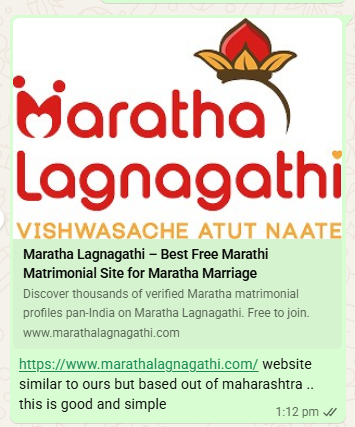 Maratha
Lagnagathi
VISHWASACHE ATUT NAATE
Maratha Lagnagathi – Best Free Marathi
Matrimonial Site for Maratha Marriage
Discover thousands of verified Maratha matrimonial
profiles pan-India on Maratha Lagnagathi. Free to join.
www.marathalagnagathi.com
https://www.marathalagnagathi.com/ website
similar to ours but based out of maharashtra ..
this is good and simple
1:12 pm